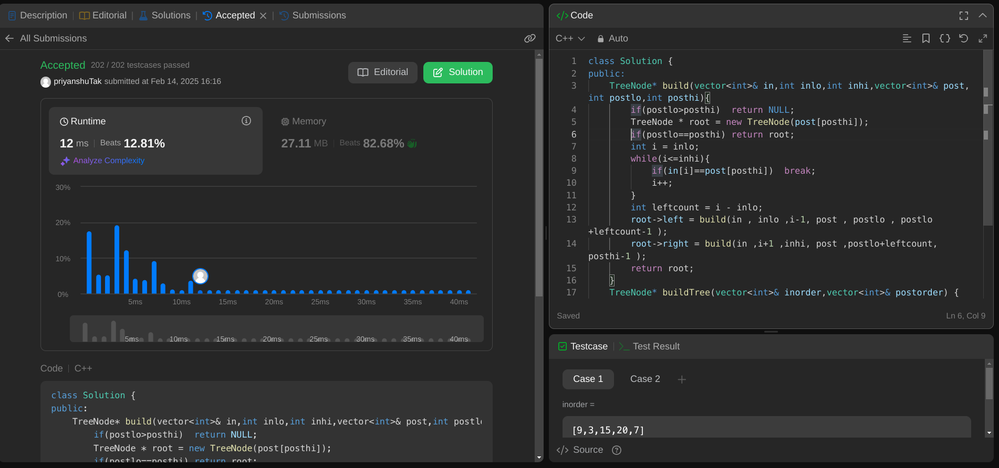 Description | Editorial | Solutions | Accepted | Submissions
All Submissions
Accepted 202 / 202 testcases passed
priyanshuTak submitted at Feb 14, 2025 16:16
Editorial
Solution
Runtime
12 ms | Beats 12.81%
Analyze Complexity
Memory
27.11 MB | Beats 82.68%
30%
20%
10%
0%
5ms 10ms 15ms 20ms 25ms 30ms 35ms 40ms
5ms 10ms 15ms 20ms 25ms 30ms 35ms 40ms
Code | C++
class Solution {
public:
    TreeNode* build(vector<int>& in,int inlo,int inhi,vector<int>& post,int postlo
        if(postlo>posthi)  return NULL;
        TreeNode * root = new TreeNode(post[posthi]);
        if(postlo==posthi) return root;
</> Code
C++ Auto
1 class Solution {
2 public:
3     TreeNode* build(vector<int>& in,int inlo,int inhi,vector<int>& post,
int postlo,int posthi){
4         if(postlo>posthi)  return NULL;
5         TreeNode * root = new TreeNode(post[posthi]);
6         if(postlo==posthi) return root;
7         int i = inlo;
8         while(i<=inhi){
9             if(in[i]==post[posthi])  break;
10             i++;
11         }
12         int leftcount = i - inlo;
13         root->left = build(in , inlo ,i-1, post , postlo , postlo
+leftcount-1 );
14         root->right = build(in ,i+1 ,inhi, post ,postlo+leftcount,
posthi-1 );
15         return root;
16     }
17     TreeNode* buildTree(vector<int>& inorder,vector<int>& postorder) {
Saved
Ln 6, Col 9
Testcase | >_ Test Result
Case 1 Case 2 +
inorder =
[9,3,15,20,7]
</> Source ?